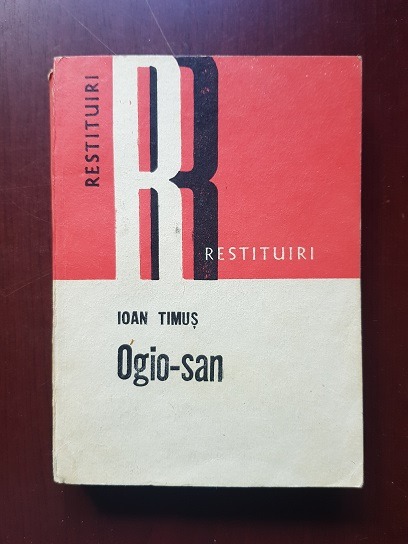 RESTITUIRI
R
RESTITUIRI
IOAN TIMUȘ
Ogio-san